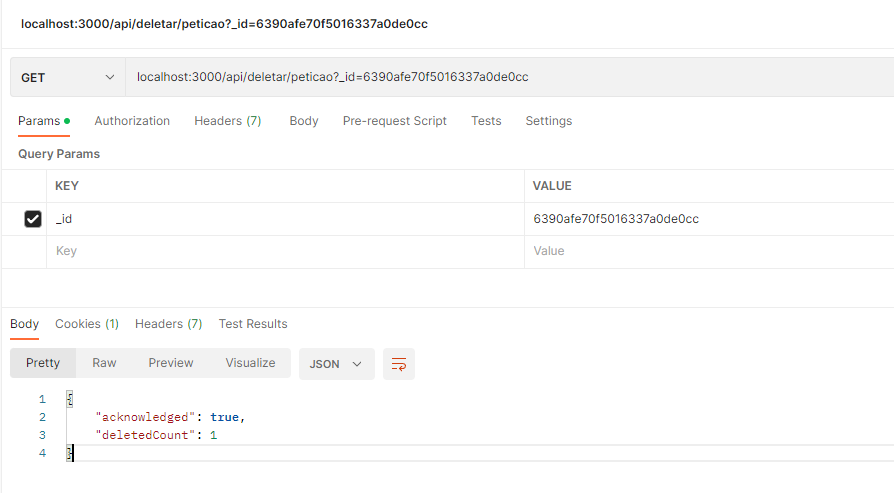 localhost:3000/api/deletar/peticao?_id=6390afe70f5016337a0de0cc
GET localhost:3000/api/deletar/peticao?_id=6390afe70f5016337a0de0cc
Params Authorization Headers (7) Body Pre-request Script Tests Settings
Query Params
KEY VALUE
_id 6390afe70f5016337a0de0cc
Key Value
Body Cookies (1) Headers (7) Test Results
Pretty Raw Preview Visualize JSON
1 {
2 "acknowledged": true,
3 "deletedCount": 1
4 }